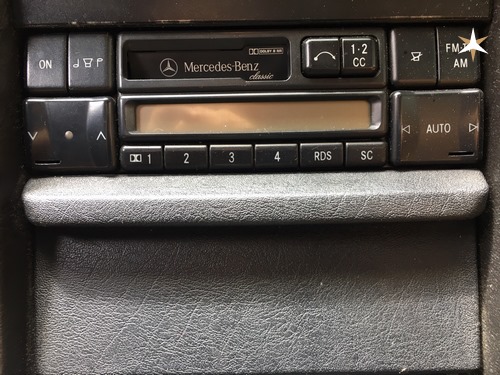 ON
DOLBY B NR
Mercedes-Benz
classic
1·2
CC
FM·T
AM
AUTO
1 2 3 4 RDS SC